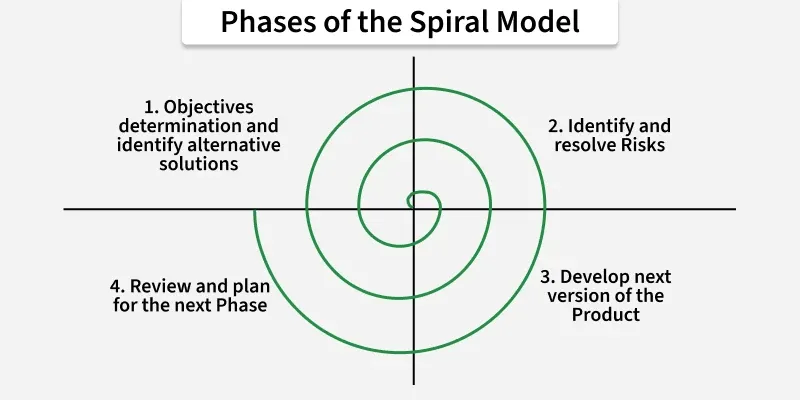 Phases of the Spiral Model
1. Objectives
determination and
identify alternative
solutions
2. Identify and
resolve Risks
3. Develop next
version of the
Product
4. Review and plan
for the next Phase